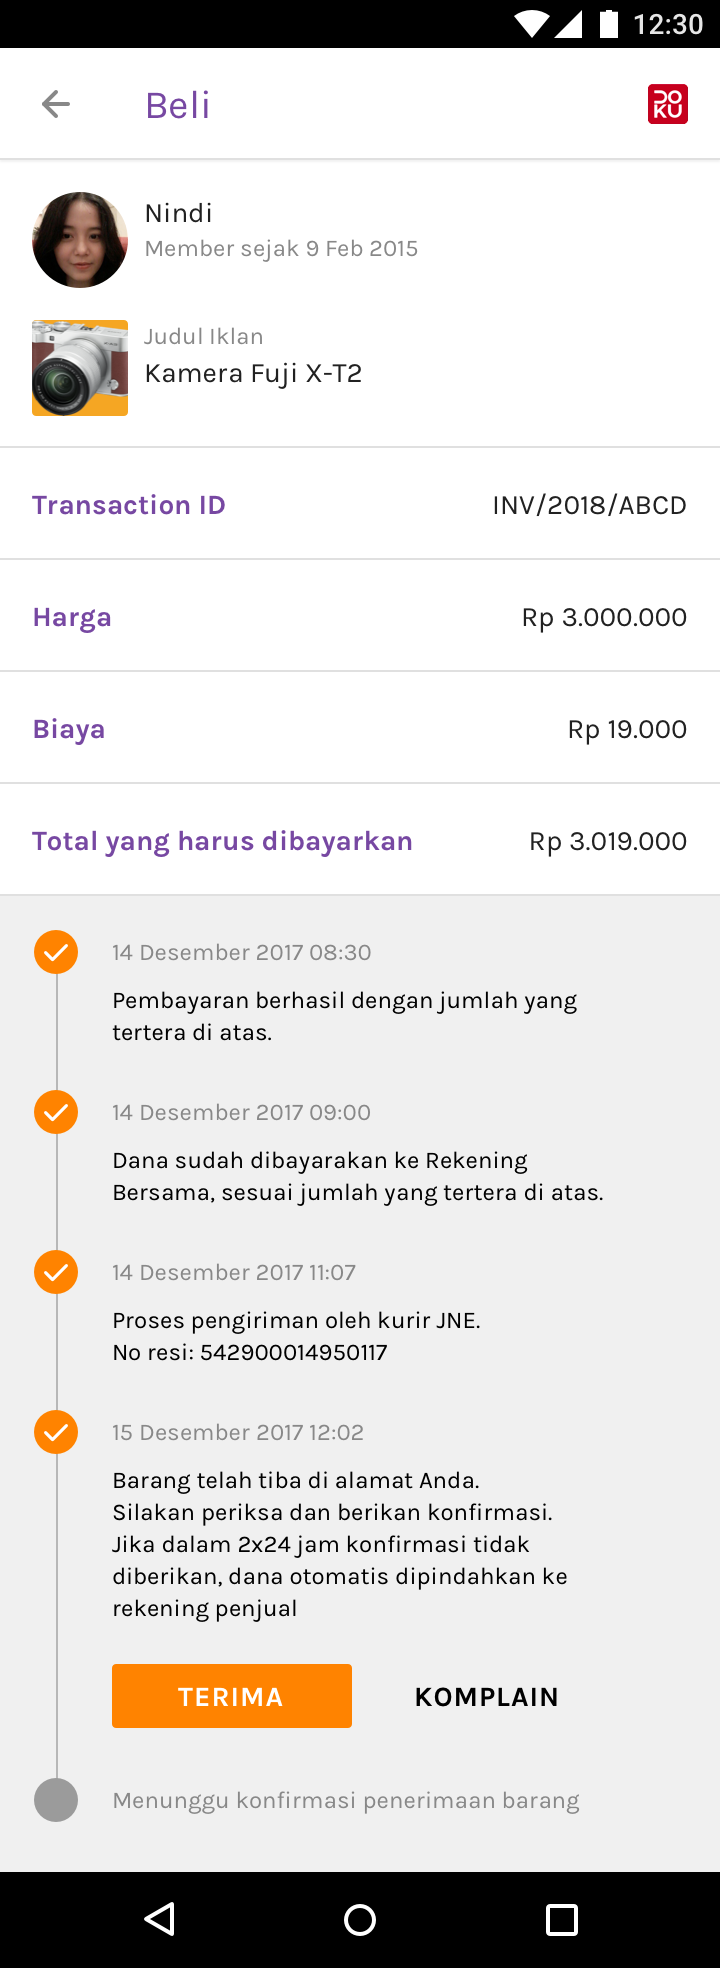 12:30
Beli
DOKU
Nindi
Member sejak 9 Feb 2015
Judul Iklan
Kamera Fuji X-T2
Transaction ID
INV/2018/ABCD
Harga
Rp 3.000.000
Biaya
Rp 19.000
Total yang harus dibayarkan
Rp 3.019.000
14 Desember 2017 08:30
Pembayaran berhasil dengan jumlah yang
tertera di atas.
14 Desember 2017 09:00
Dana sudah dibayarakan ke Rekening
Bersama, sesuai jumlah yang tertera di atas.
14 Desember 2017 11:07
Proses pengiriman oleh kurir JNE.
No resi: 542900014950117
15 Desember 2017 12:02
Barang telah tiba di alamat Anda.
Silakan periksa dan berikan konfirmasi.
Jika dalam 2x24 jam konfirmasi tidak
diberikan, dana otomatis dipindahkan ke
rekening penjual
TERIMA
KOMPLAIN
Menunggu konfirmasi penerimaan barang